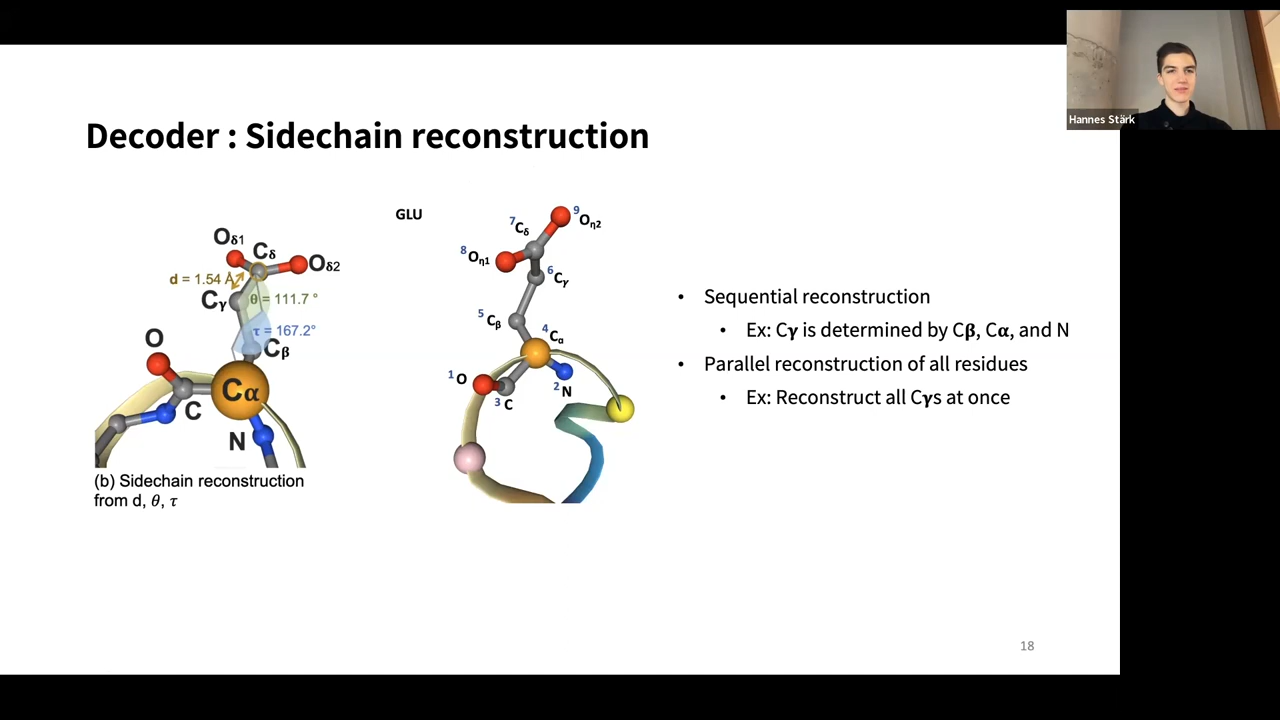 Hannes Stärk
Decoder : Sidechain reconstruction
Oδ1
Cδ
Oδ2
d = 1.54 Å
Cγ
θ = 111.7 °
τ = 167.2°
Cβ
O
Cα
C
N
(b) Sidechain reconstruction
from d, θ, τ
GLU
9Oη2
7Cδ
8Oη1
6Cγ
5Cβ
4Cα
1O
2N
3C
• Sequential reconstruction
• Ex: Cγ is determined by Cβ, Cα, and N
• Parallel reconstruction of all residues
• Ex: Reconstruct all Cγs at once
18